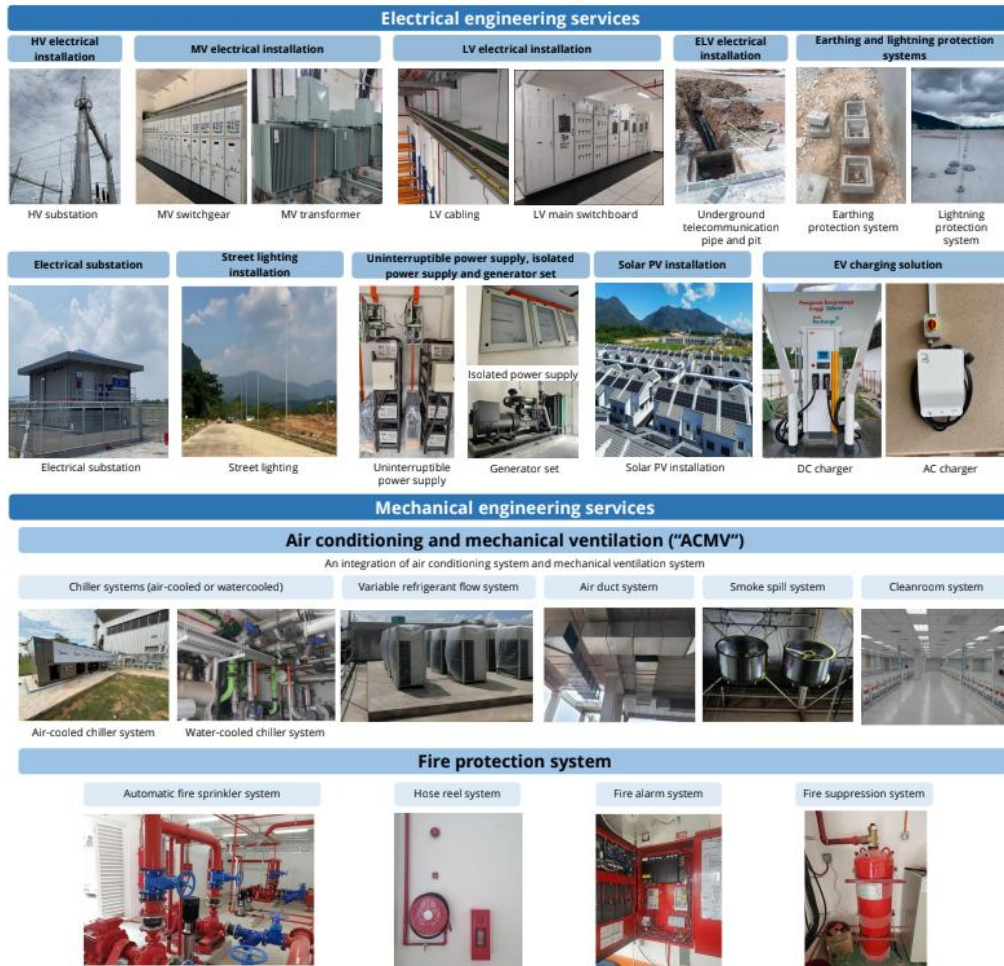 Electrical engineering services
HV electrical
installation
MV electrical installation
LV electrical installation
ELV electrical
installation
Earthing and lightning protection
systems
HV substation
MV switchgear
MV transformer
LV cabling
LV main switchboard
Underground
telecommunication
pipe and pit
Earthing
protection system
Lightning
protection
system
Electrical substation
Street lighting
installation
Uninterruptible power supply, isolated
power supply and generator set
Solar PV installation
EV charging solution
Isolated power supply
Electrical substation
Street lighting
Uninterruptible
power supply
Generator set
Solar PV installation
DC charger
AC charger
Mechanical engineering services
Air conditioning and mechanical ventilation (“ACMV”)
An integration of air conditioning system and mechanical ventilation system
Chiller systems (air-cooled or watercooled)
Variable refrigerant flow system
Air duct system
Smoke spill system
Cleanroom system
Air-cooled chiller system
Water-cooled chiller system
Fire protection system
Automatic fire sprinkler system
Hose reel system
Fire alarm system
Fire suppression system